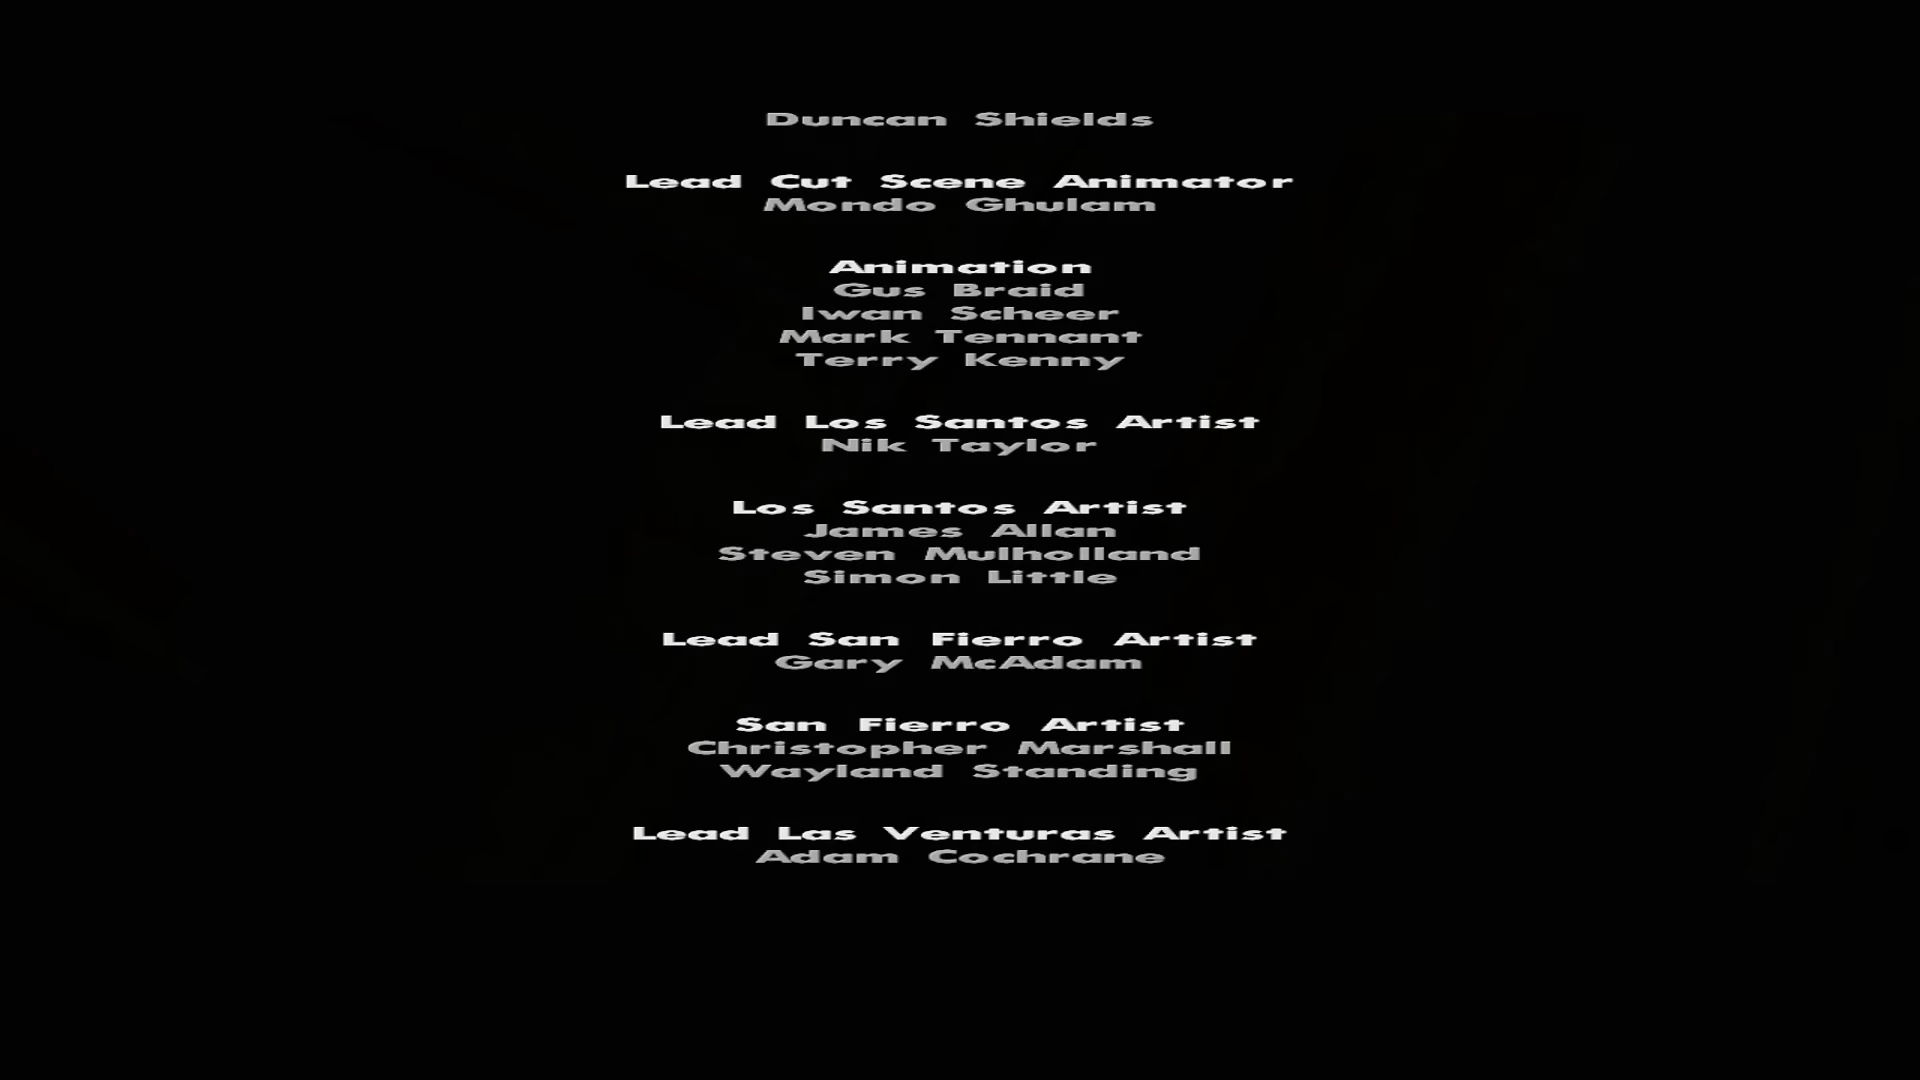 Duncan Shields
Lead Cut Scene Animator
Mondo Ghulam
Animation
Gus Braid
Iwan Scheer
Mark Tennant
Terry Kenny
Lead Los Santos Artist
Nik Taylor
Los Santos Artist
James Allan
Steven Mulholland
Simon Little
Lead San Fierro Artist
Gary McAdam
San Fierro Artist
Christopher Marshall
Wayland Standing
Lead Las Venturas Artist
Adam Cochrane